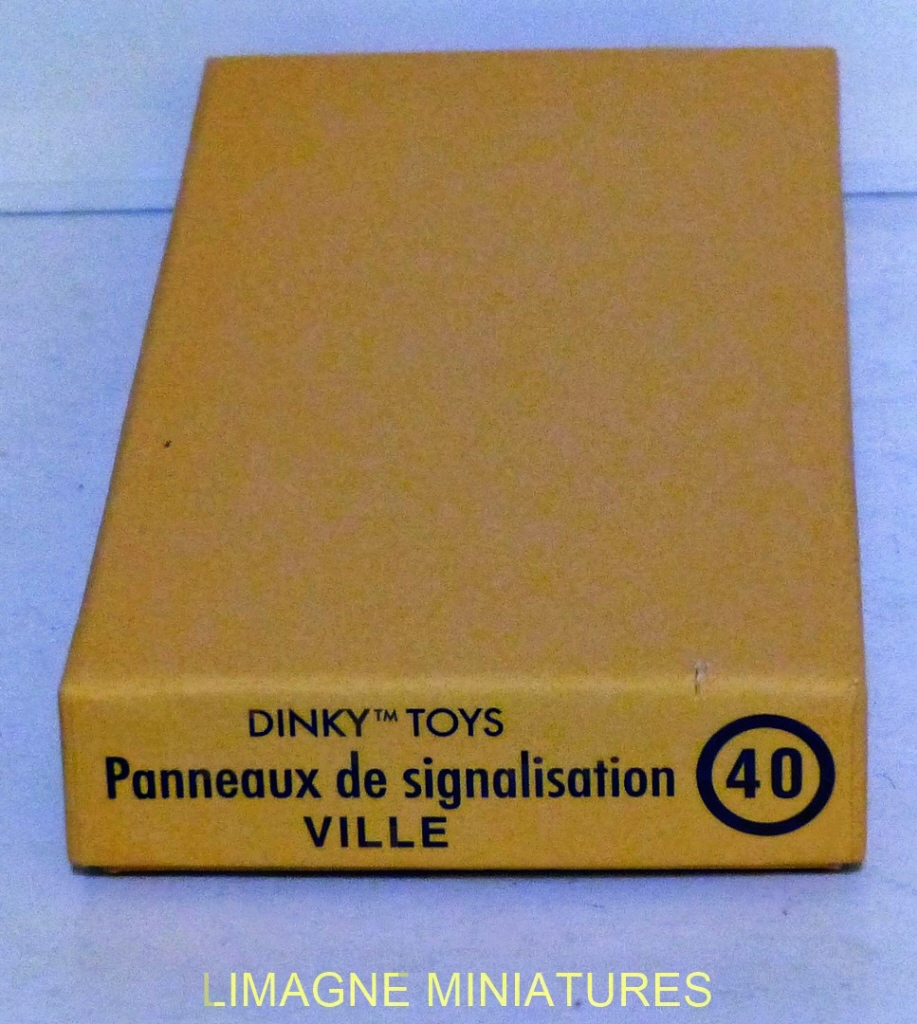 DINKY™ TOYS
Panneaux de signalisation
VILLE
40
LIMAGNE MINIATURES